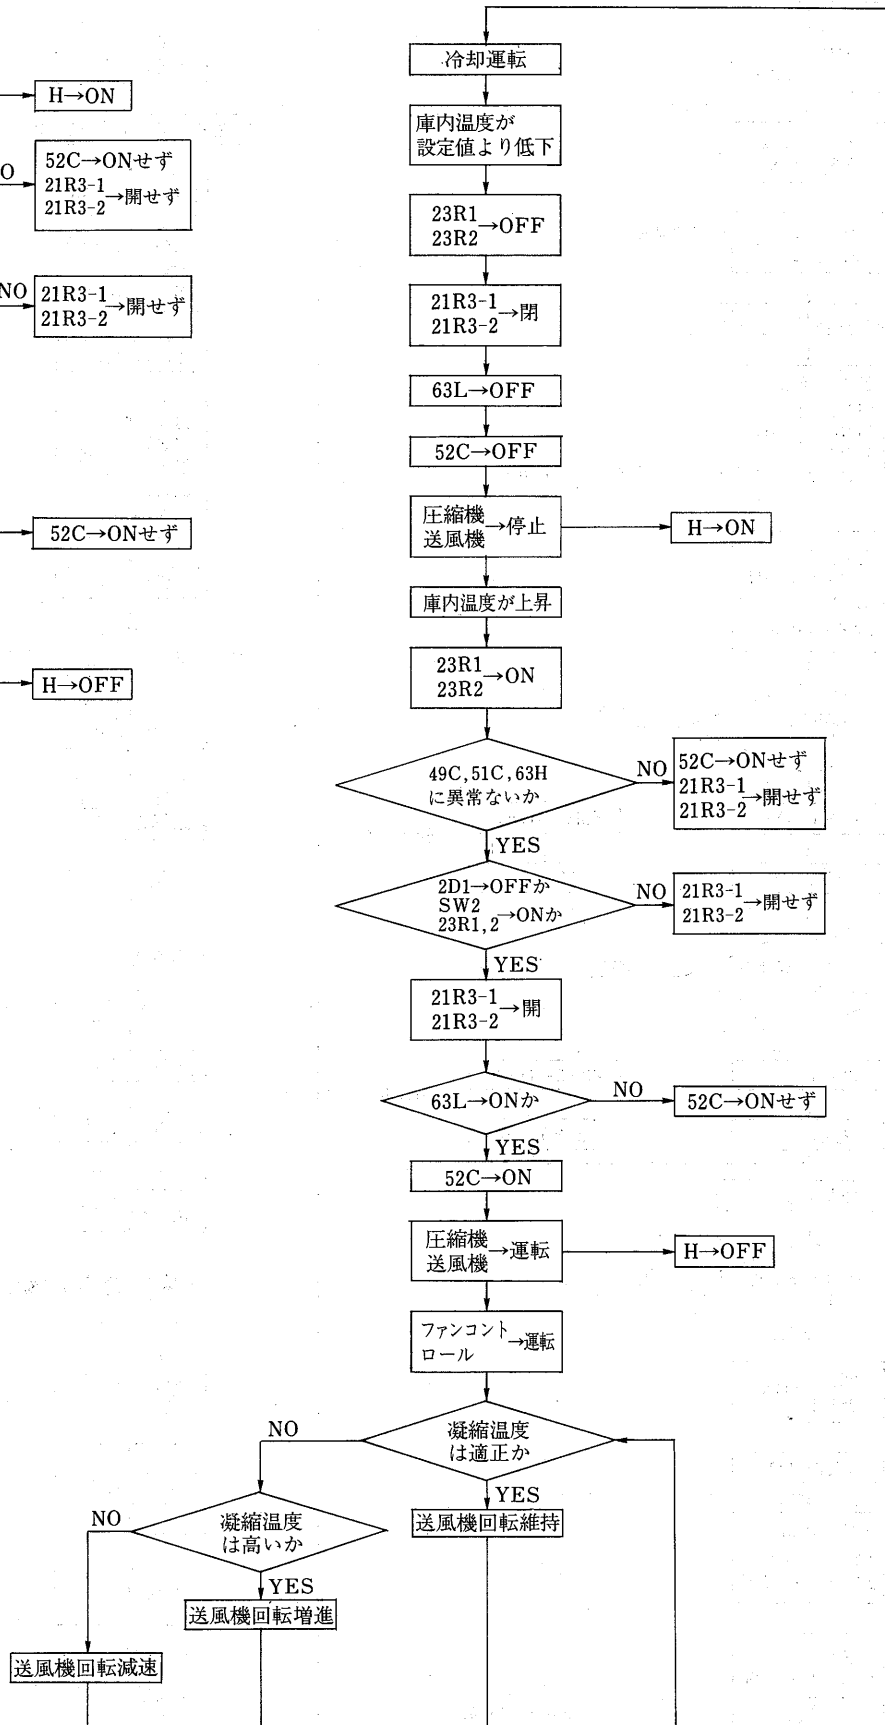 冷却運転
H→ON
庫内温度が
設定値より低下
O
52C→ONせず
21R3-1
21R3-2
→開せず
23R1
23R2
→OFF
NO
21R3-1
21R3-2
→開せず
21R3-1
21R3-2
→閉
63L→OFF
52C→OFF
圧縮機
送風機
→停止
H→ON
52C→ONせず
庫内温度が上昇
23R1
23R2
→ON
H→OFF
49C,51C,63H
に異常ないか
NO
52C→ONせず
21R3-1
21R3-2
→開せず
YES
2D1→OFFか
SW2
23R1,2
→ONか
NO
21R3-1
21R3-2
→開せず
YES
21R3-1
21R3-2
→開
63L→ONか
NO
52C→ONせず
YES
52C→ON
圧縮機
送風機
→運転
H→OFF
ファンコント
ロール
→運転
凝縮温度
は適正か
NO
YES
送風機回転維持
凝縮温度
は高いか
NO
YES
送風機回転増進
送風機回転減速